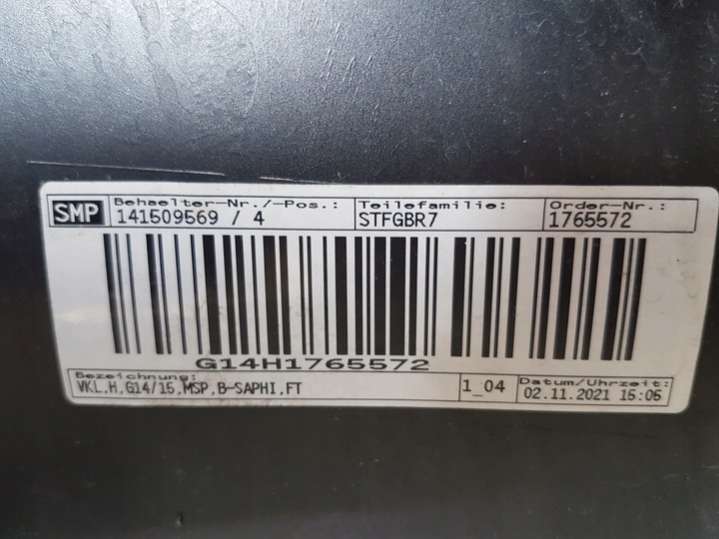 SMP
Behaelter-Nr./-Pos.: Teilefamilie: Order-Nr.:
141509569 / 4 STFGBR7 1765572
G14H1765572
Bezeichnung: Datum/Uhrzeit:
VKL,H,G14/15,MSP,B-SAPHI,FT 1_04 02.11.2021 15:05